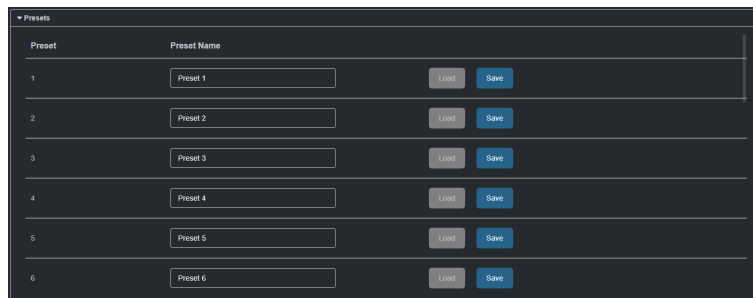 Presets
Preset Preset Name
1 Preset 1 Load Save
2 Preset 2 Load Save
3 Preset 3 Load Save
4 Preset 4 Load Save
5 Preset 5 Load Save
6 Preset 6 Load Save